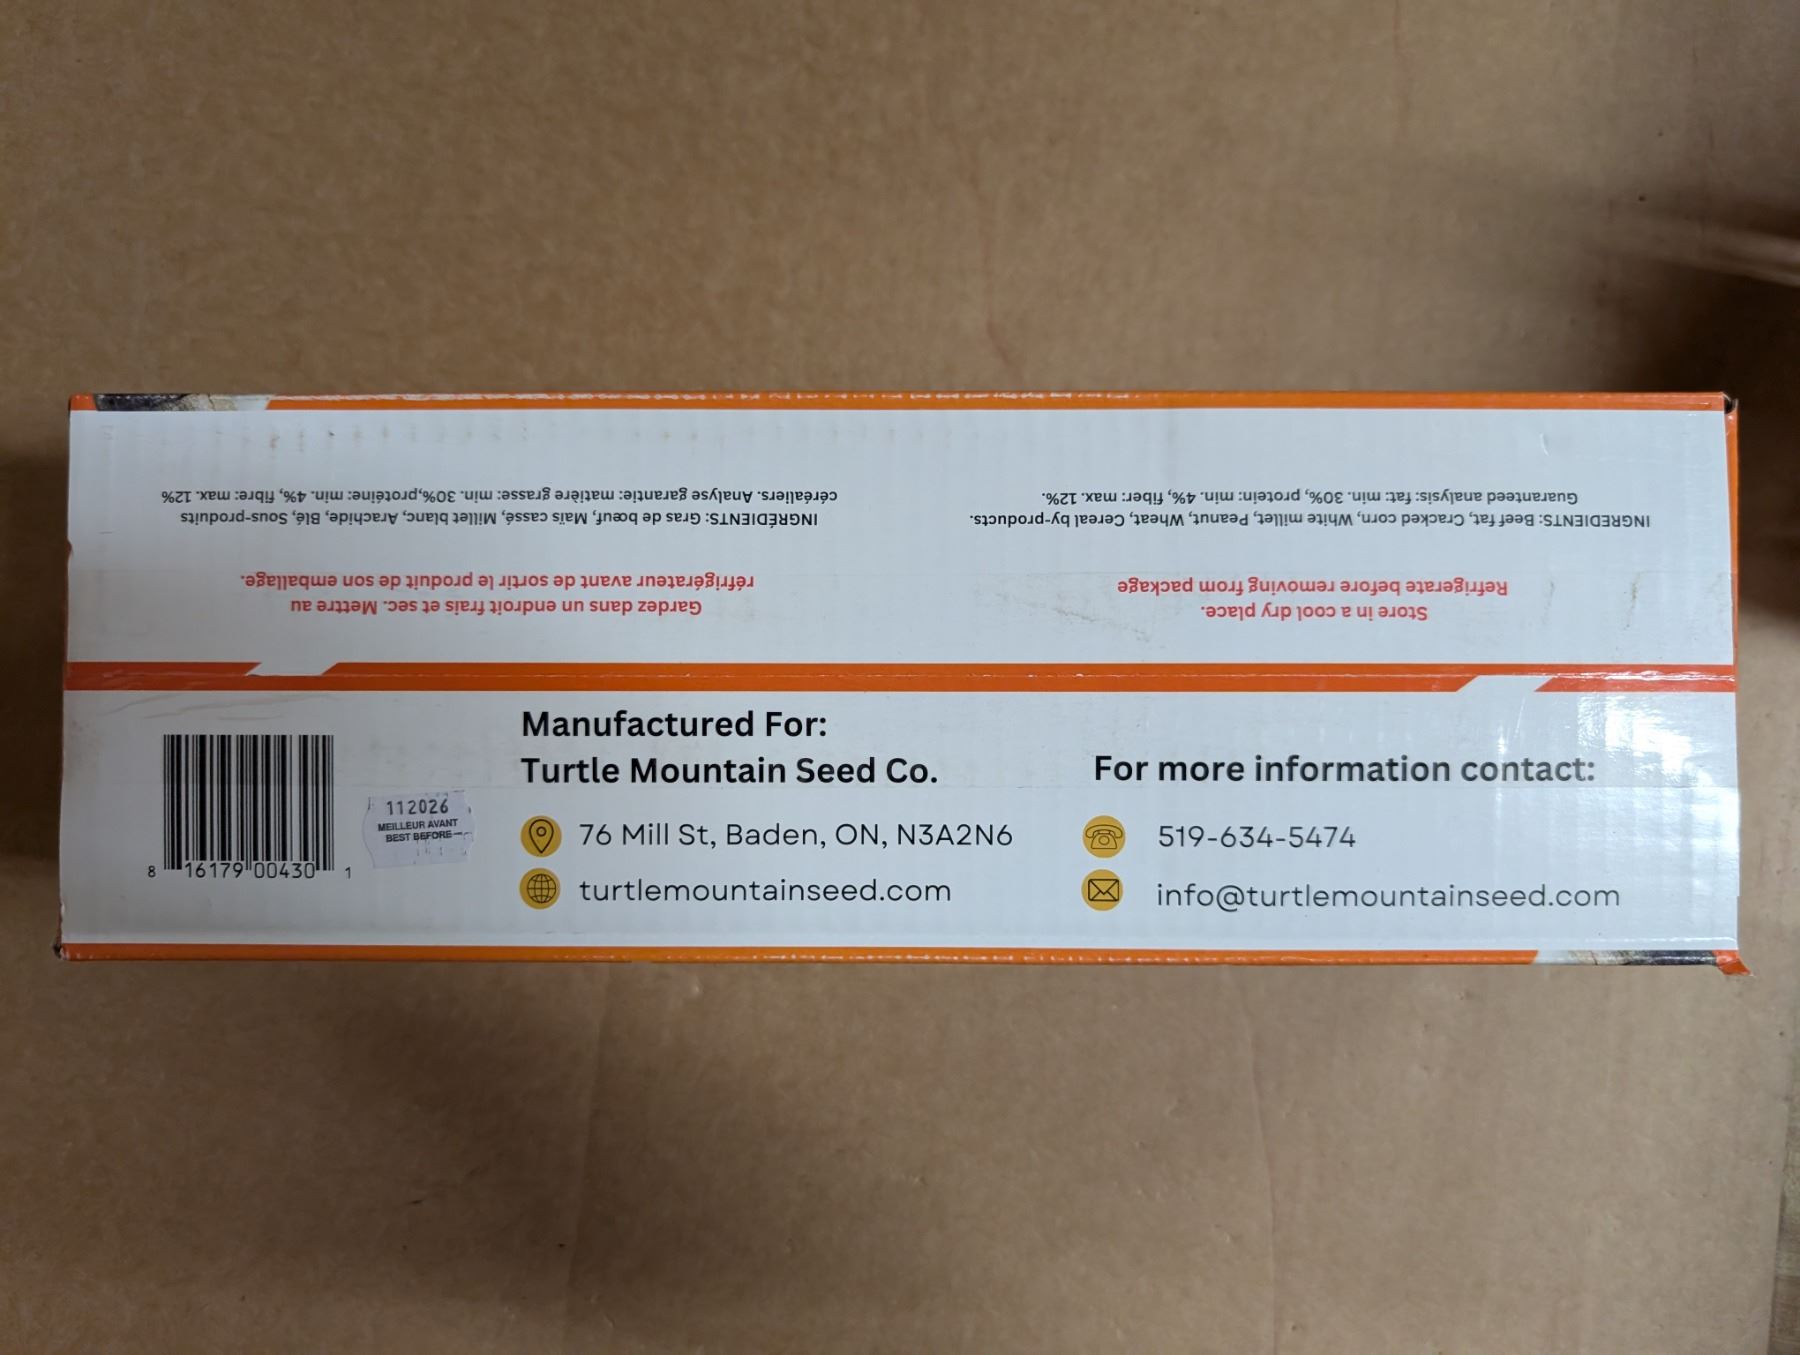 INGRÉDIENTS: Gras de bœuf, Maïs cassé, Millet blanc, Arachide, Blé, Sous-produits
céréaliers. Analyse garantie: matière grasse: min. 30%,protéine: min. 4%, fibre: max. 12%
Gardez dans un endroit frais et sec. Mettre au
réfrigérateur avant de sortir le produit de son emballage.
INGREDIENTS: Beef fat, Cracked corn, White millet, Peanut, Wheat, Cereal by-products.
Guaranteed analysis: fat: min. 30%, protein: min. 4%, fiber: max. 12%.
Store in a cool dry place.
Refrigerate before removing from package
8 16179 00430 1
112026
MEILLEUR AVANT
BEST BEFORE
Manufactured For:
Turtle Mountain Seed Co.
76 Mill St, Baden, ON, N3A2N6
turtlemountainseed.com
For more information contact:
519-634-5474
info@turtlemountainseed.com